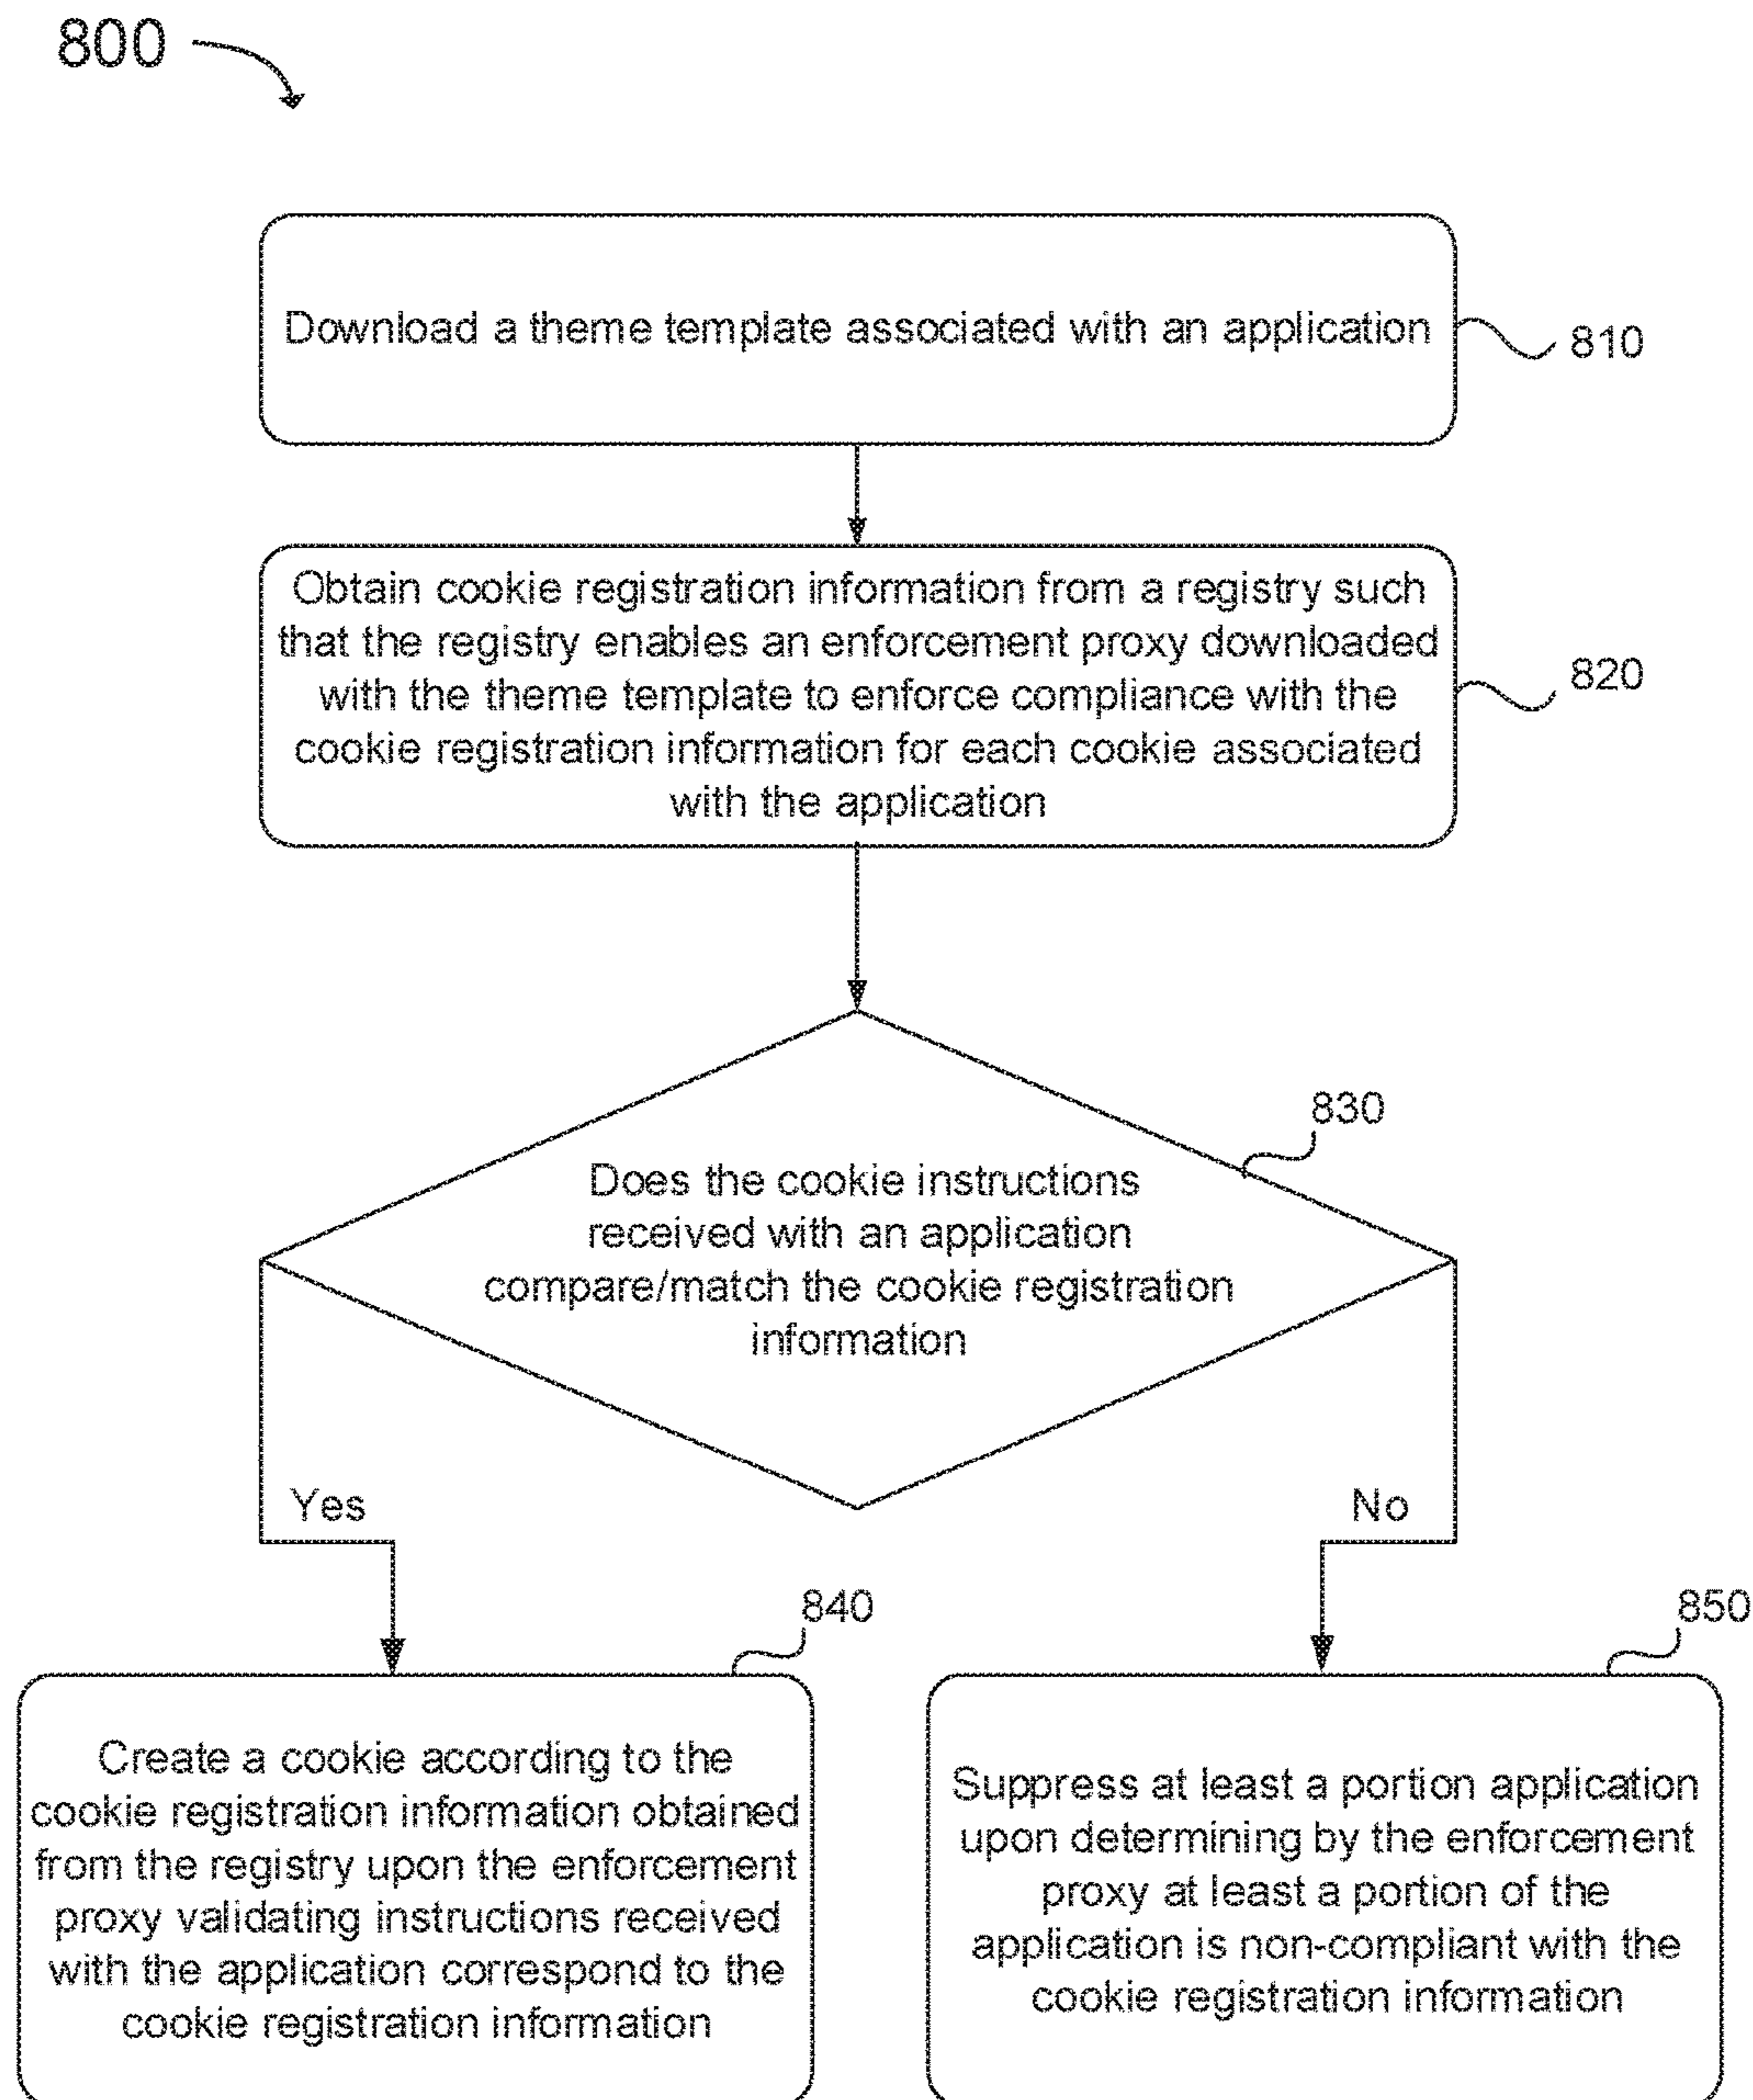 800
Download a theme template associated with an application
810
Obtain cookie registration information from a registry such
that the registry enables an enforcement proxy downloaded
with the theme template to enforce compliance with the
cookie registration information for each cookie associated
with the application
820
830
Does the cookie instructions
received with an application
compare/match the cookie registration
information
Yes
No
840
850
Create a cookie according to the
cookie registration information obtained
from the registry upon the enforcement
proxy validating instructions received
with the application correspond to the
cookie registration information
Suppress at least a portion application
upon determining by the enforcement
proxy at least a portion of the
application is non-compliant with the
cookie registration information